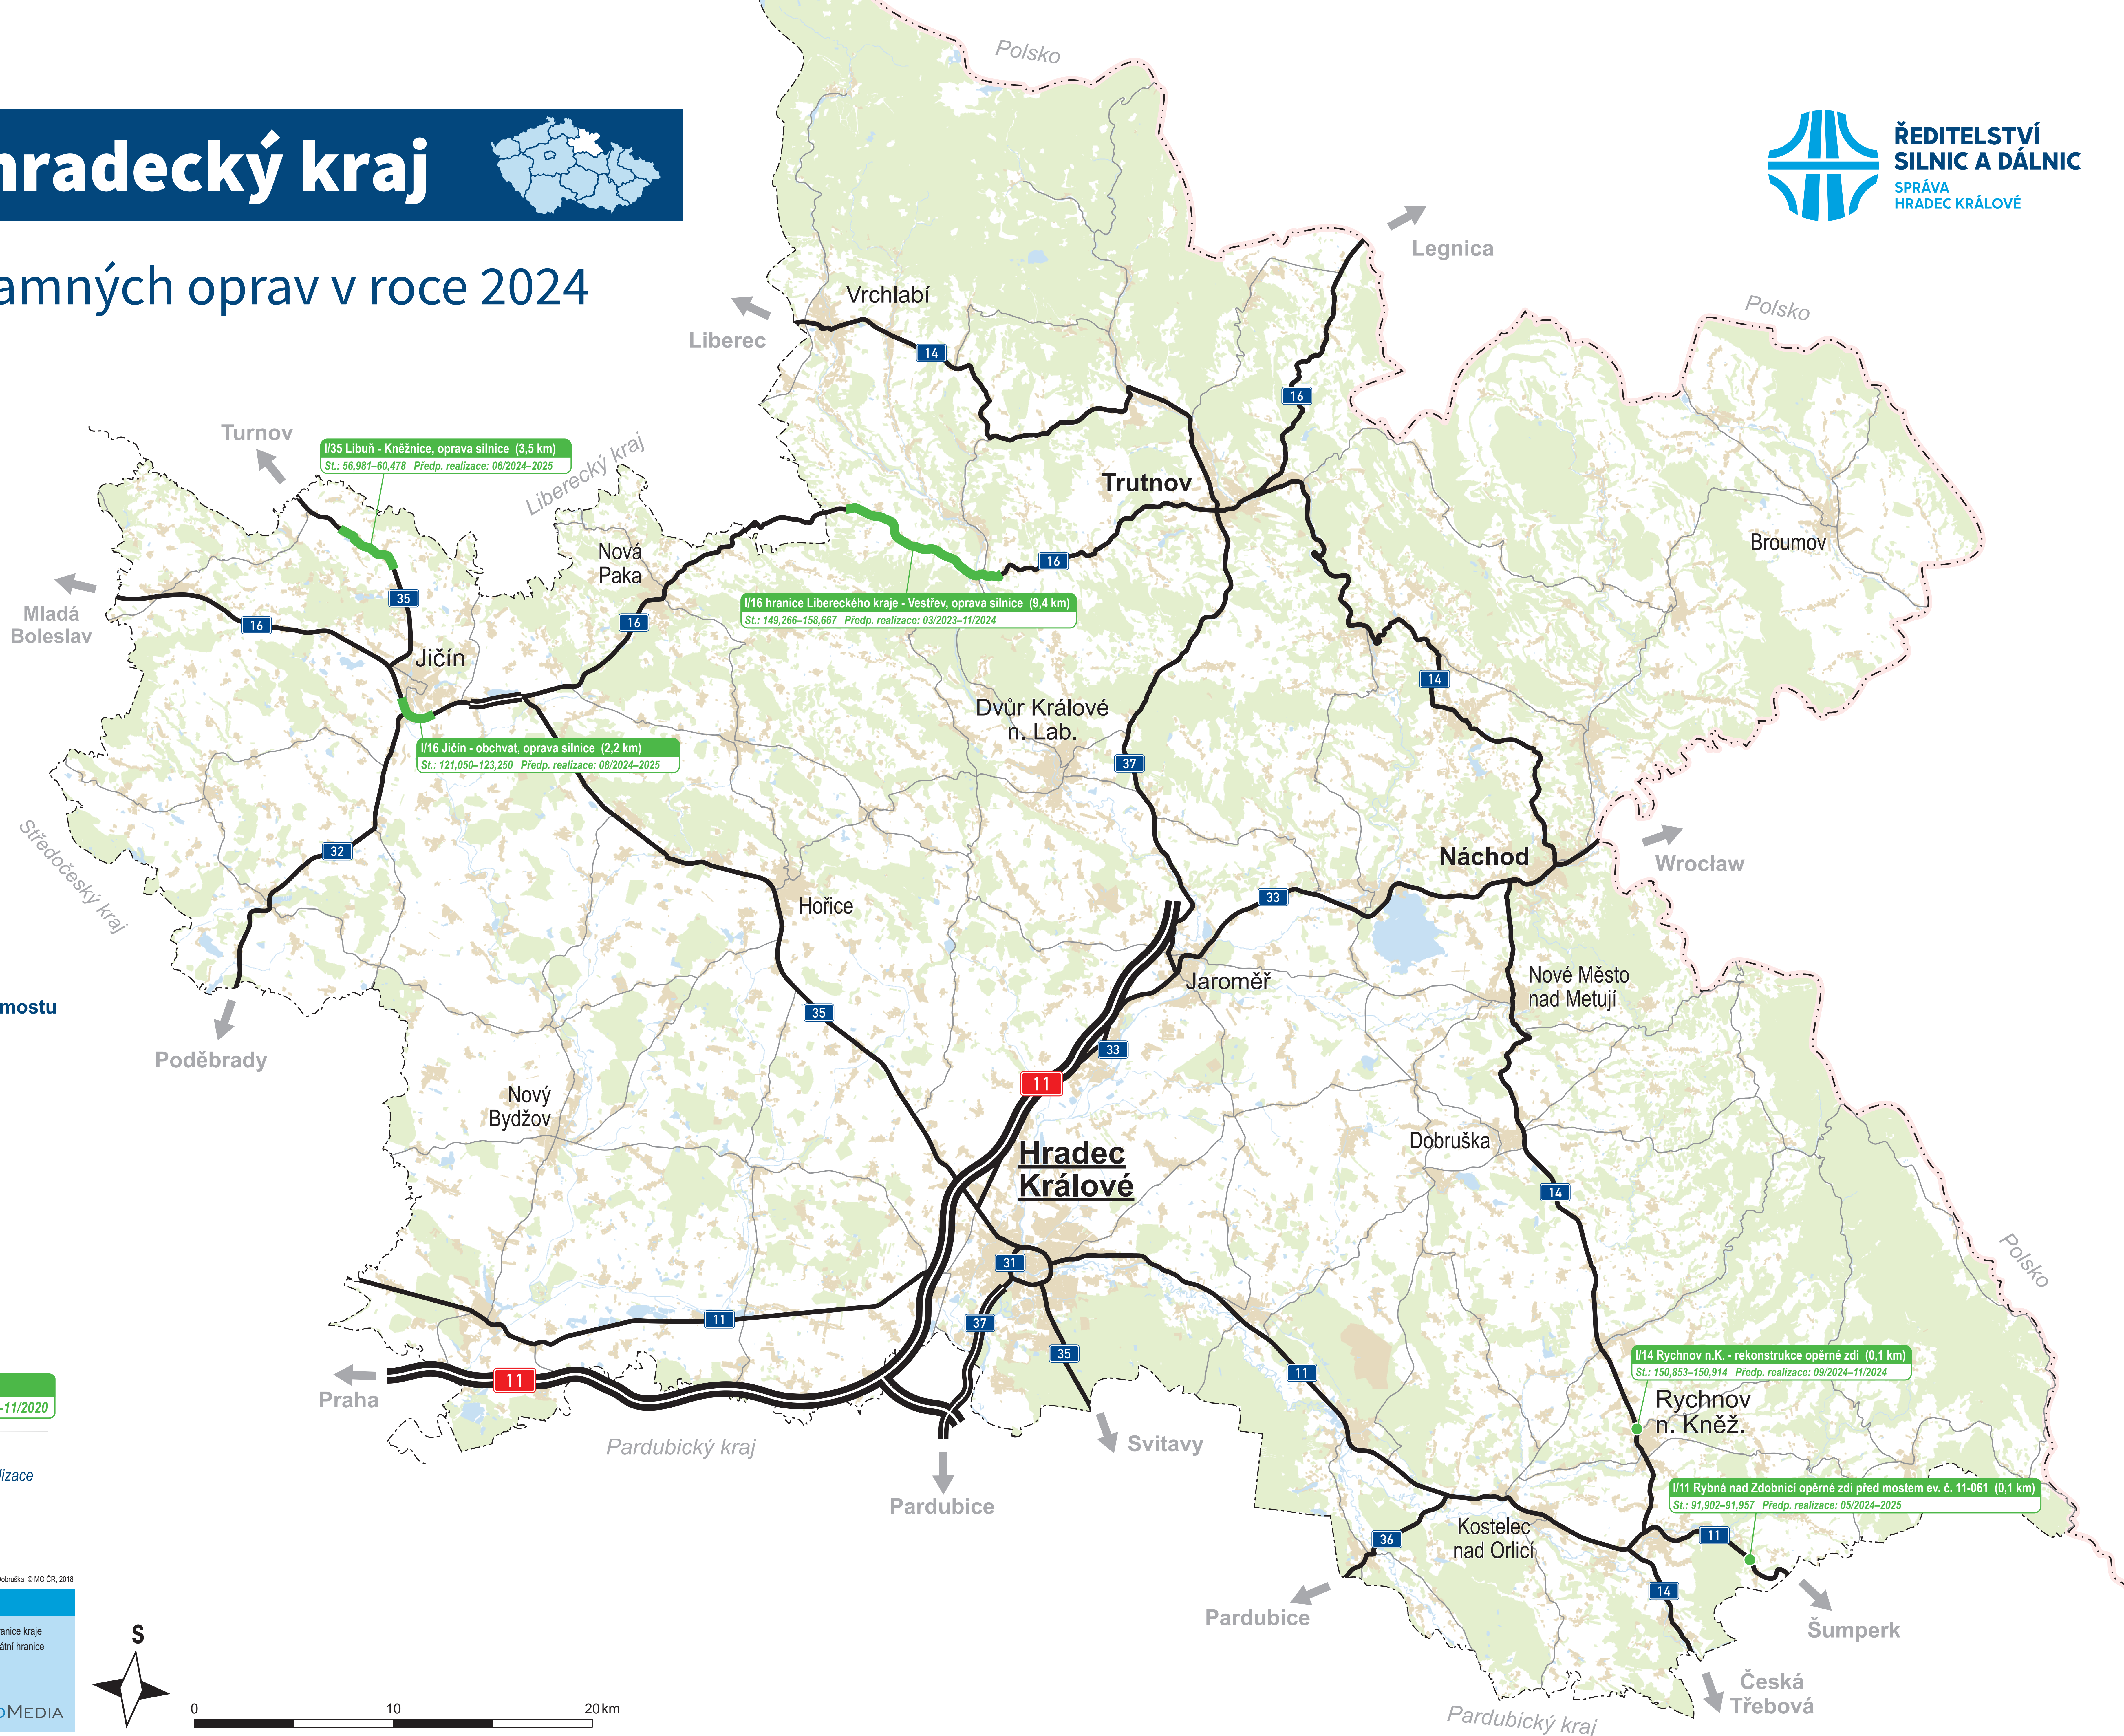 hradecký kraj
amných oprav v roce 2024
ŘEDITELSTVÍ
SILNIC A DÁLNIC
SPRÁVA
HRADEC KRÁLOVÉ
Polsko
Legnica
Polsko
Vrchlabí
Liberec
14
16
Turnov
I/35 Libuň - Kněžnice, oprava silnice (3,5 km)
St.: 56,981–60,478 Předp. realizace: 06/2024–2025
Liberecký kraj
Trutnov
Nová
Paka
Broumov
16
Mladá
Boleslav
35
16
16
I/16 hranice Libereckého kraje - Vestřev, oprava silnice (9,4 km)
St.: 149,266–158,667 Předp. realizace: 03/2023–11/2024
Jičín
14
Dvůr Králové
n. Lab.
I/16 Jičín - obchvat, oprava silnice (2,2 km)
St.: 121,050–123,250 Předp. realizace: 08/2024–2025
37
Středočeský kraj
32
Náchod
Wrocław
Hořice
33
Jaroměř
Nové Město
nad Metují
mostu
35
Poděbrady
33
11
Nový
Bydžov
Dobruška
Hradec
Králové
14
Polsko
31
11
37
35
Praha
11
11
I/14 Rychnov n.K. - rekonstrukce opěrné zdi (0,1 km)
St.: 150,853–150,914 Předp. realizace: 09/2024–11/2024
Rychnov
n. Kněž.
-11/2020
Pardubický kraj
Svitavy
lizace
Pardubice
I/11 Rybná nad Zdobnicí opěrné zdi před mostem ev. č. 11-061 (0,1 km)
St.: 91,902–91,957 Předp. realizace: 05/2024–2025
Kostelec
nad Orlicí
36
11
Dobruška, © MO ČR, 2018
14
Pardubice
Šumperk
ranice kraje
átní hranice
S
Česká
Třebová
OMEDIA
0
10
20 km
Pardubický kraj